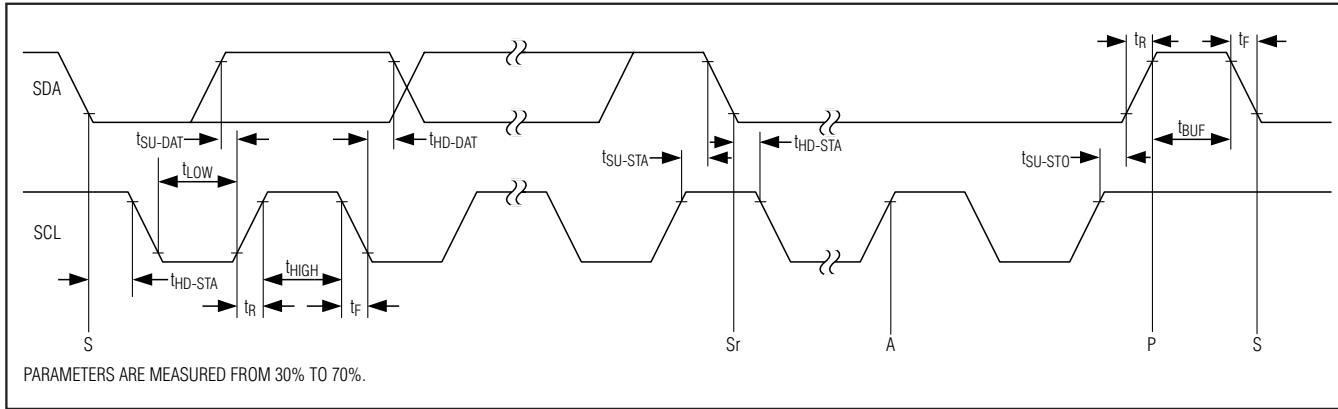 tR
tF
SDA
tBUF
tSU-DAT
tHD-DAT
tSU-STA
tHD-STA
tSU-STO
tLOW
SCL
tHIGH
tHD-STA
tR
tF
S
Sr
A
P
S
PARAMETERS ARE MEASURED FROM 30% TO 70%.